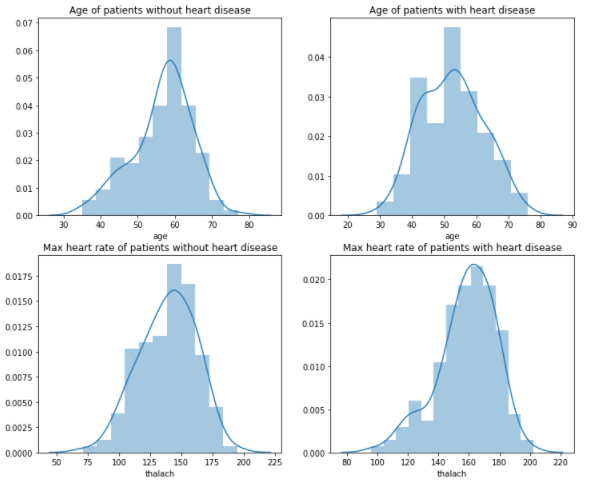 Age of patients without heart disease
0.07
0.06
0.05
0.04
0.03
0.02
0.01
0.00
30 40 50 60 70 80
age
Age of patients with heart disease
0.04
0.03
0.02
0.01
0.00
20 30 40 50 60 70 80 90
age
Max heart rate of patients without heart disease
0.0175
0.0150
0.0125
0.0100
0.0075
0.0050
0.0025
0.0000
50 75 100 125 150 175 200 225
thalach
Max heart rate of patients with heart disease
0.020
0.015
0.010
0.005
0.000
80 100 120 140 160 180 200 220
thalach